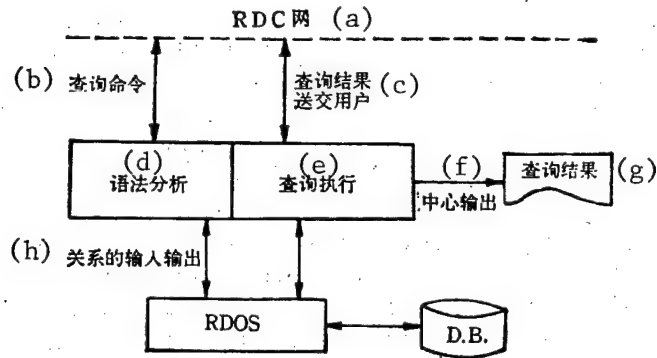 RDC网 (a)
(b) 查询命令
查询结果
送交用户 (c)
(d)
语法分析
(e)
查询执行
(f)
中心输出
查询结果 (g)
(h) 关系的输入输出
RDOS
D.B.